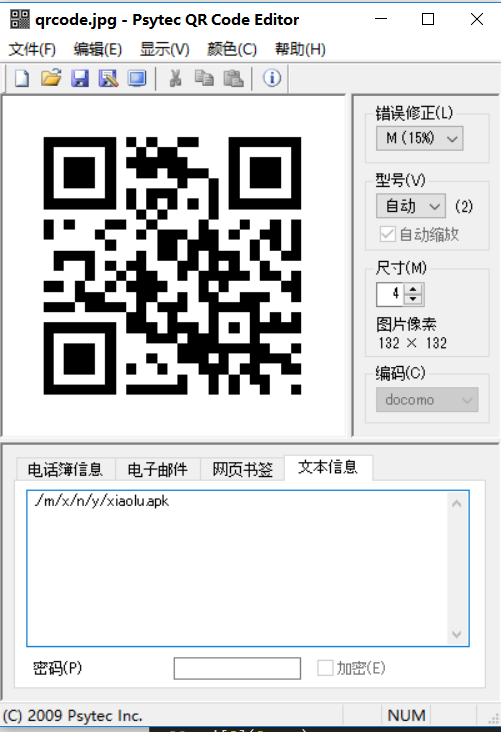 qrcode.jpg - Psytec QR Code Editor
文件(F) 编辑(E) 显示(V) 颜色(C) 帮助(H)
错误修正(L)
M (15%)
型号(V)
自动 (2)
自动缩放
尺寸(M)
4
图片像素
132 × 132
编码(C)
docomo
电话簿信息 电子邮件 网页书签 文本信息
./m/x/n/y/xiaolu.apk
密码(P) 加密(E)
(C) 2009 Psytec Inc. NUM